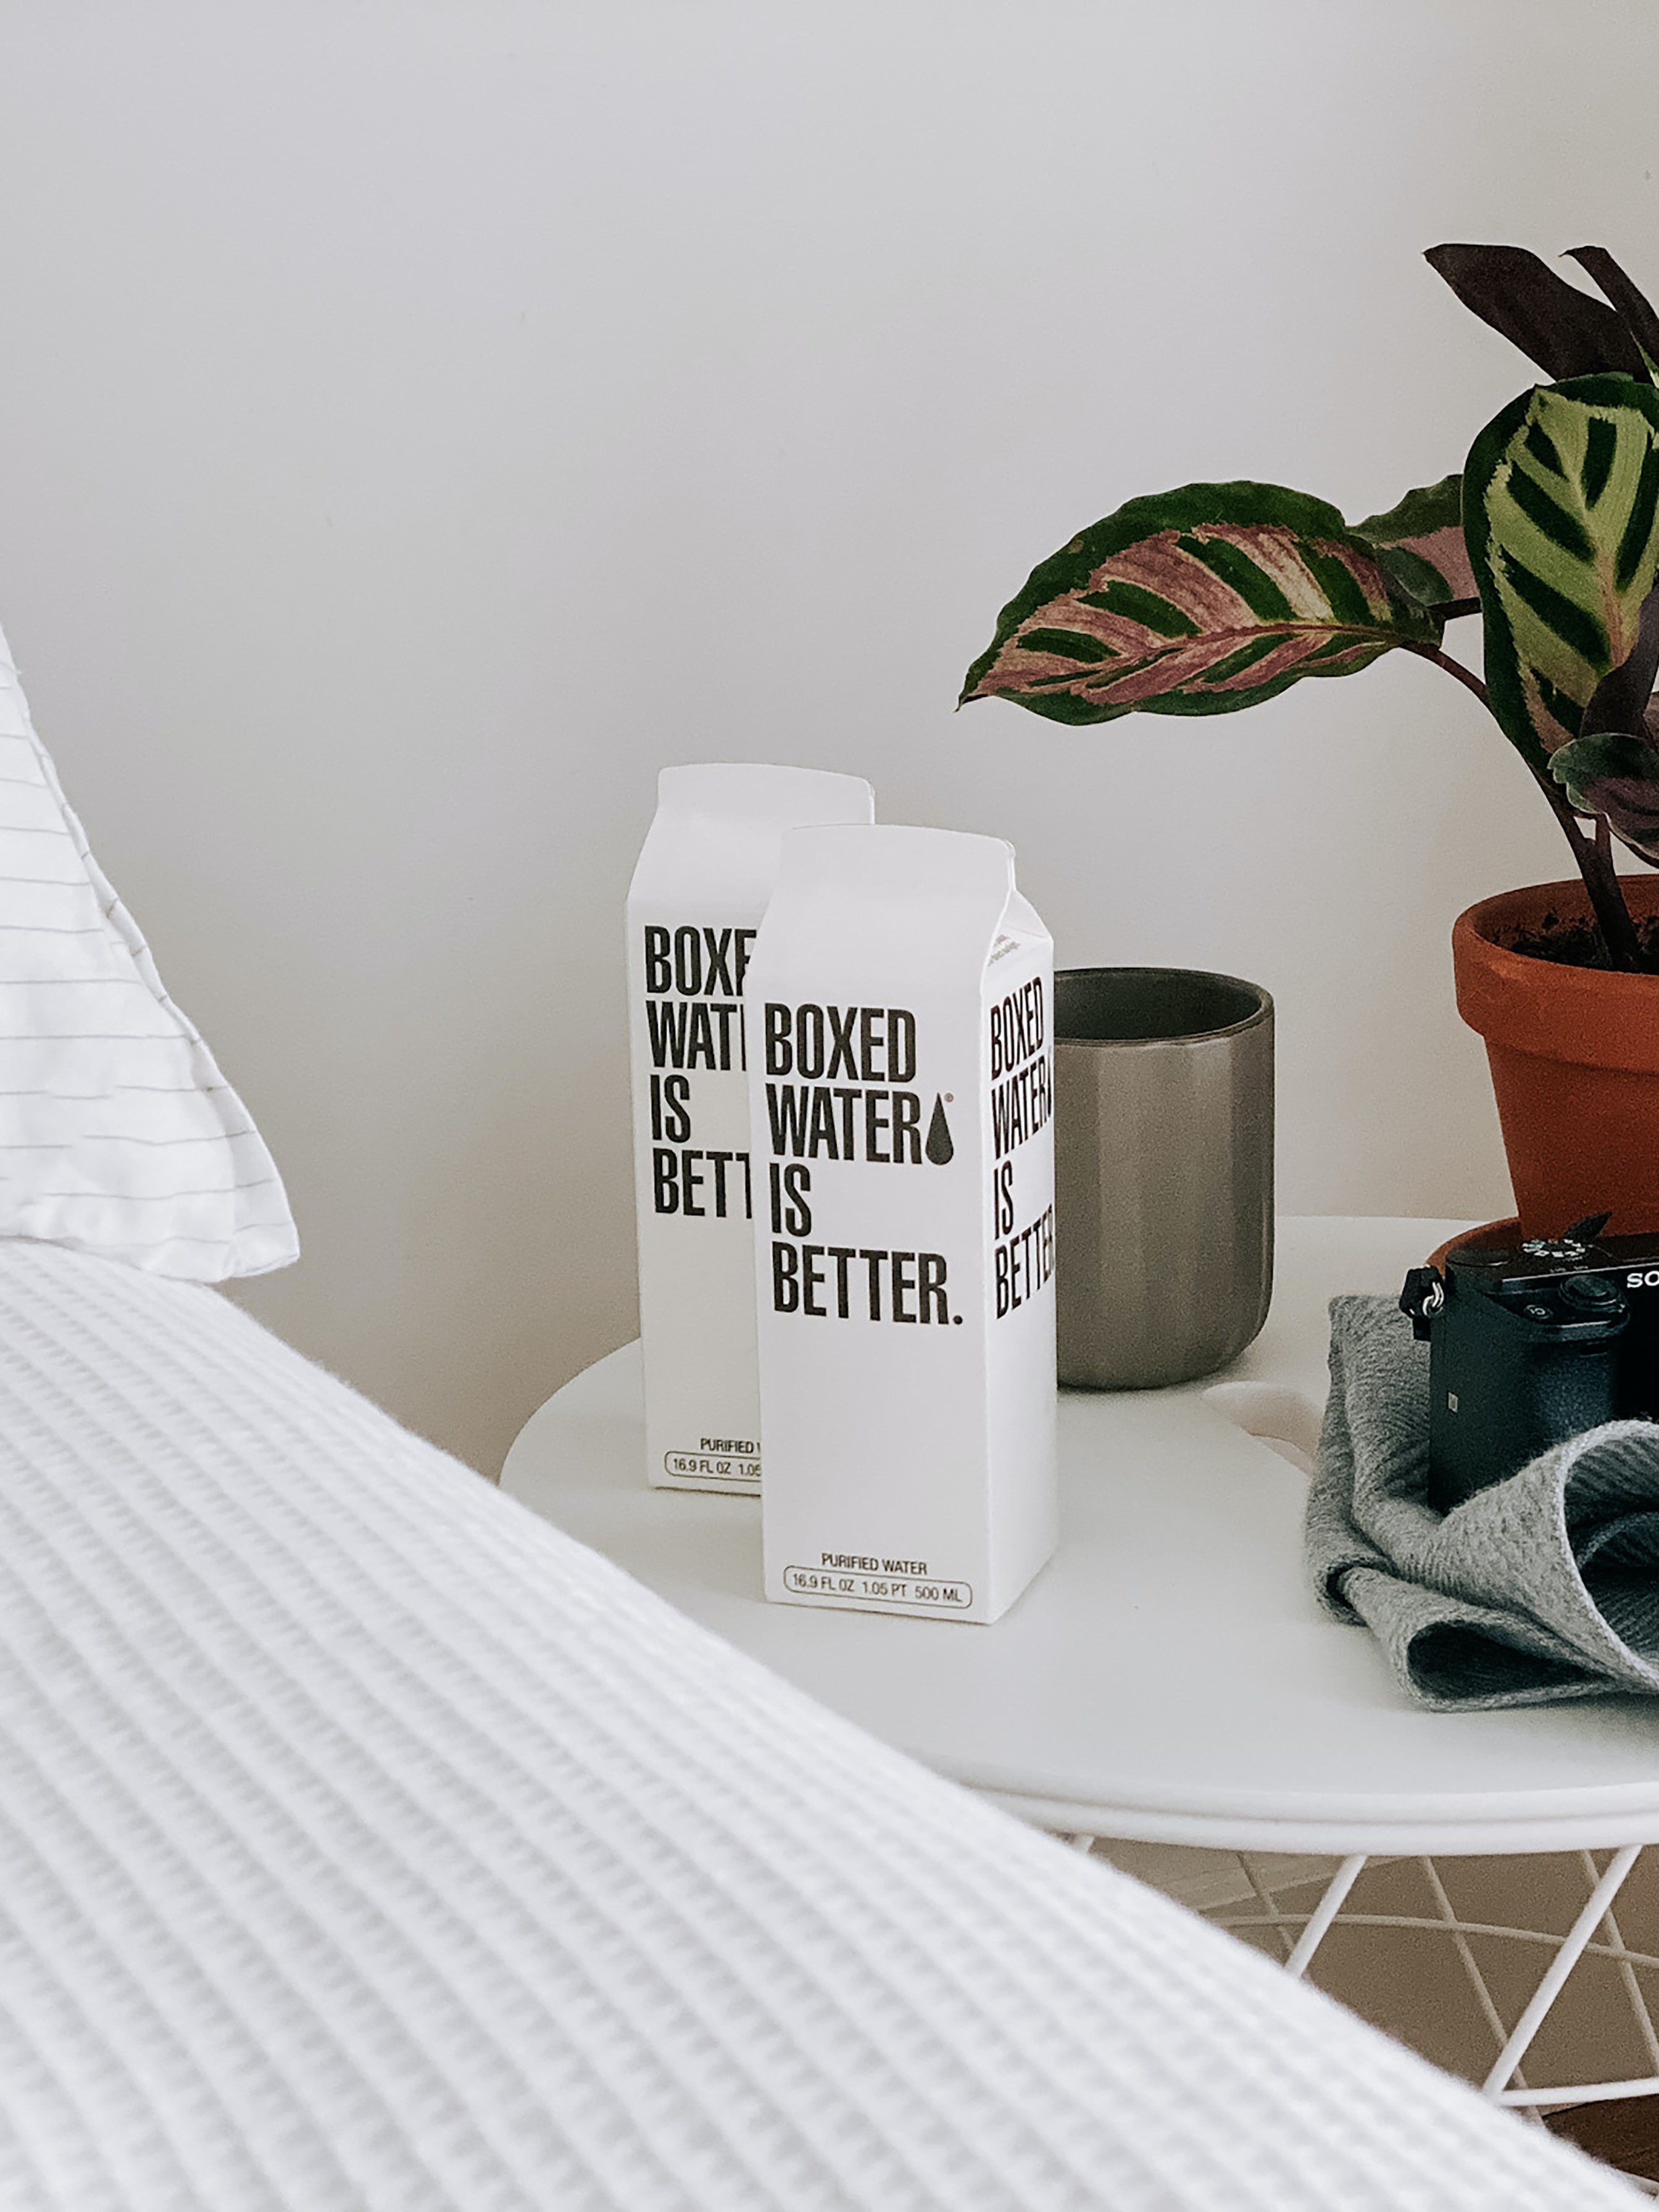 BOXED
WATER
IS
BETTER.
PURIFIED WATER
16.9 FL OZ 1.05 PT 500 ML
BOXED
WATER
IS
BETTER
BOXE
WAT
IS
BETT
PURIFIED
16.9 FL OZ 1.05
SO